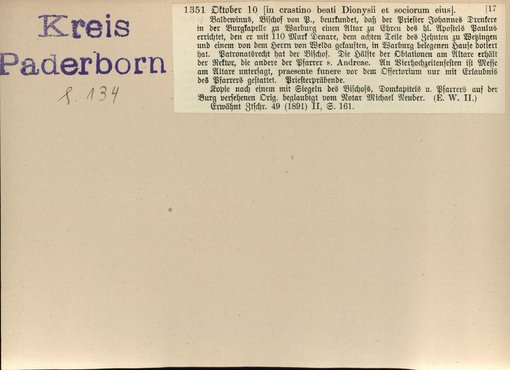 Kreis
Paderborn
S. 134
1351 Oktober 10 [in crastino beati Dionysii et sociorum eius]. [17
Baldewinus, Bischof von P., beurkundet, daß der Priester Johannes Drenkere
in der Burgkapelle zu Warburg einen Altar zu Ehren des hl. Apostels Paulus
errichtet, den er mit 110 Mark Denare, dem achten Teile des Zehnten zu Wesingen
und einem von dem Herrn von Welda gekauften, in Warburg belegenen Hause dotiert
hat. Patronatsrecht hat der Bischof. Die Hälfte der Oblationen am Altare erhält
der Rektor, die andere der Pfarrer s. Andreae. An Vierhochzeitenfesten ist Messe
am Altare untersagt, praesente funere vor dem Offertorium nur mit Erlaubnis
des Pfarrers gestattet. Priesterpräbende.
Kopie nach einem mit Siegeln des Bischofs, Domkapitels u. Pfarrers auf der
Burg versehenen Orig. beglaubigt vom Notar Michael Neuber. (E. W. II.)
Erwähnt Ztschr. 49 (1891) II, S. 161.